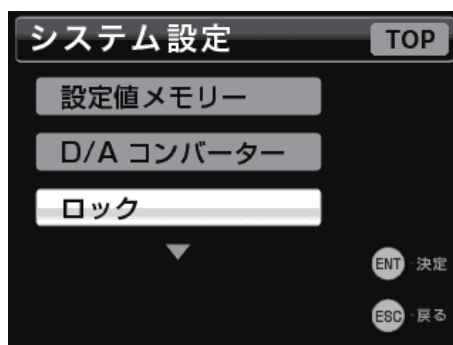 システム設定 TOP
設定値メモリー
D/A コンバーター
ロック
ENT -決定
ESC -戻る